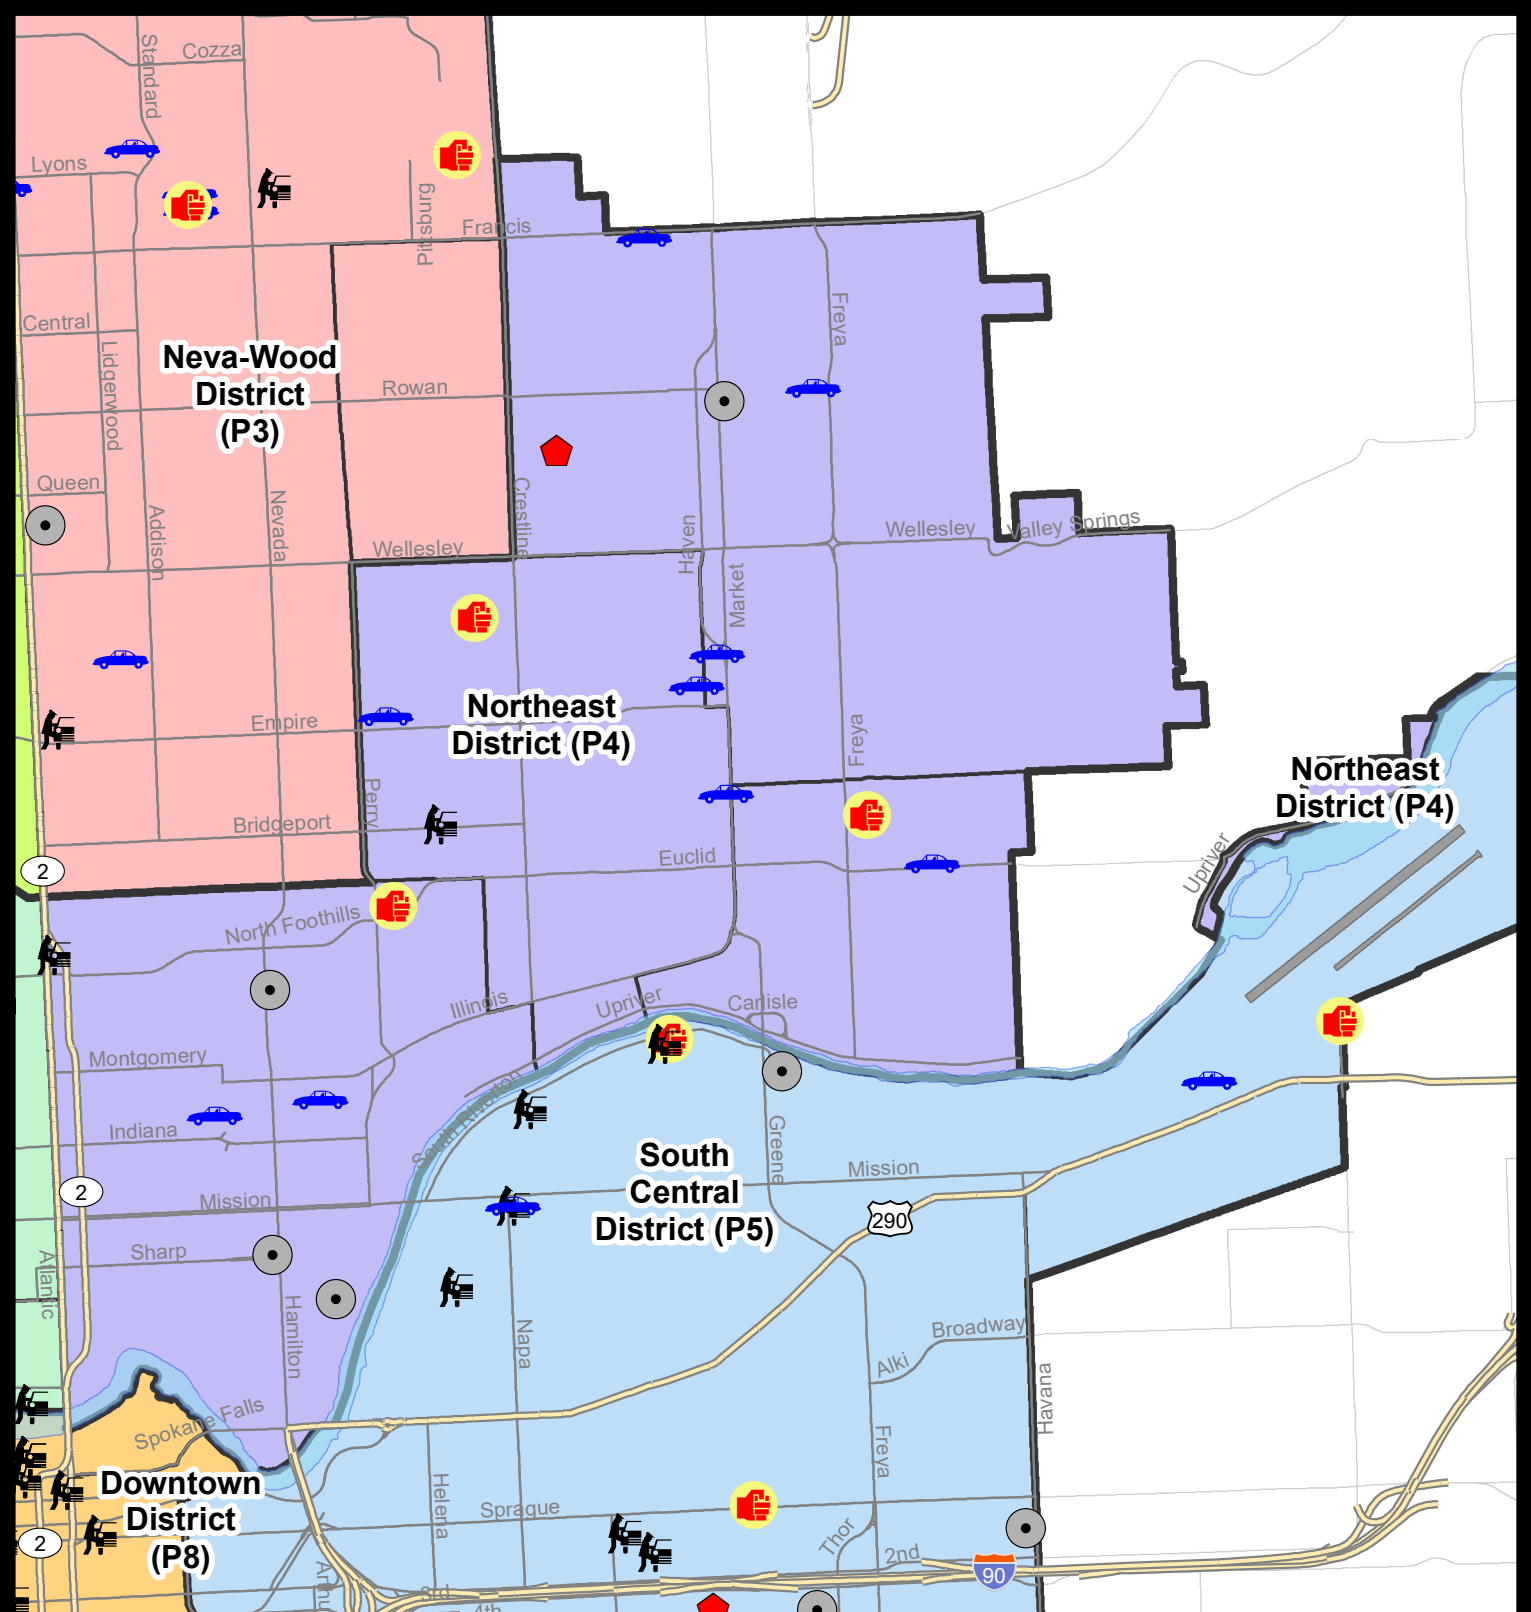 Standard
Cozza
Lyons
Pittsburg
Francis
Central
Lidgerwood
Neva-Wood
District
(P3)
Rowan
Freya
Queen
Addison
Nevada
Crestline
Wellesley
Haven
Market
Wellesley
Valley Springs
Empire
Northeast
District (P4)
Freya
Perry
Bridgeport
Euclid
Northeast
District (P4)
Upriver
2
North Foothills
Illinois
Upriver
Carlisle
Montgomery
South Riverton
Indiana
Greene
South
Central
District (P5)
Mission
Mission
2
290
Sharp
Atlantic
Hamilton
Napa
Broadway
Alki
Havana
Spokane Falls
Freya
Downtown
District
(P8)
Helena
Sprague
Thor
2nd
90
2
3rd
4th